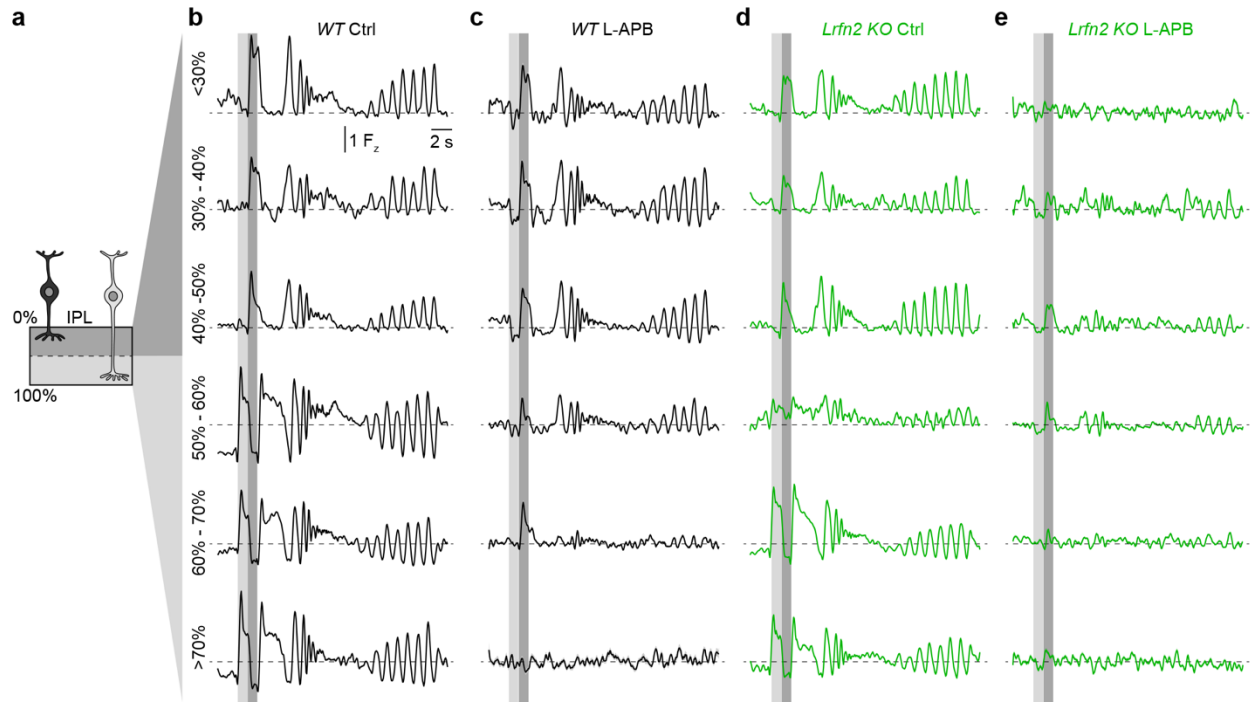 a
b
WT Ctrl
c
WT L-APB
d
Lrfn2 KO Ctrl
e
Lrfn2 KO L-APB
<30%
1 Fz
2 s
30% - 40%
0% IPL
40% -50%
100%
50% - 60%
60% - 70%
>70%